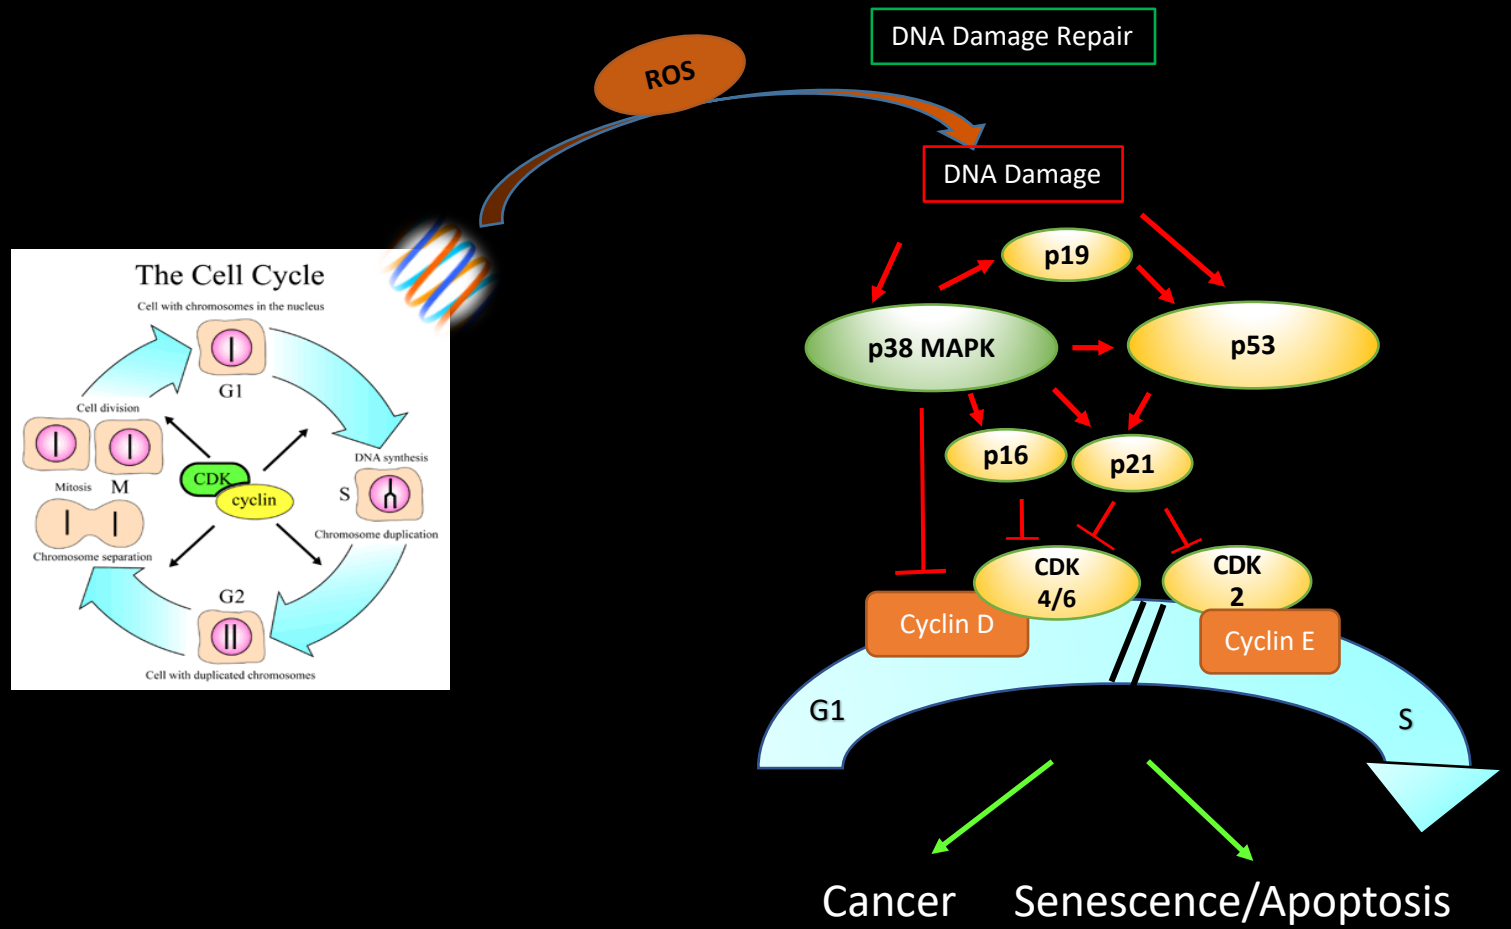 DNA Damage Repair
ROS
DNA Damage
p19
p38 MAPK
p53
p16
p21
CDK
4/6
CDK
2
Cyclin D
Cyclin E
G1
S
Cancer
Senescence/Apoptosis
The Cell Cycle
Cell with chromosomes in the nucleus
G1
Cell division
DNA synthesis
CDK
cyclin
S
Mitosis
M
Chromosome duplication
Chromosome separation
G2
Cell with duplicated chromosomes